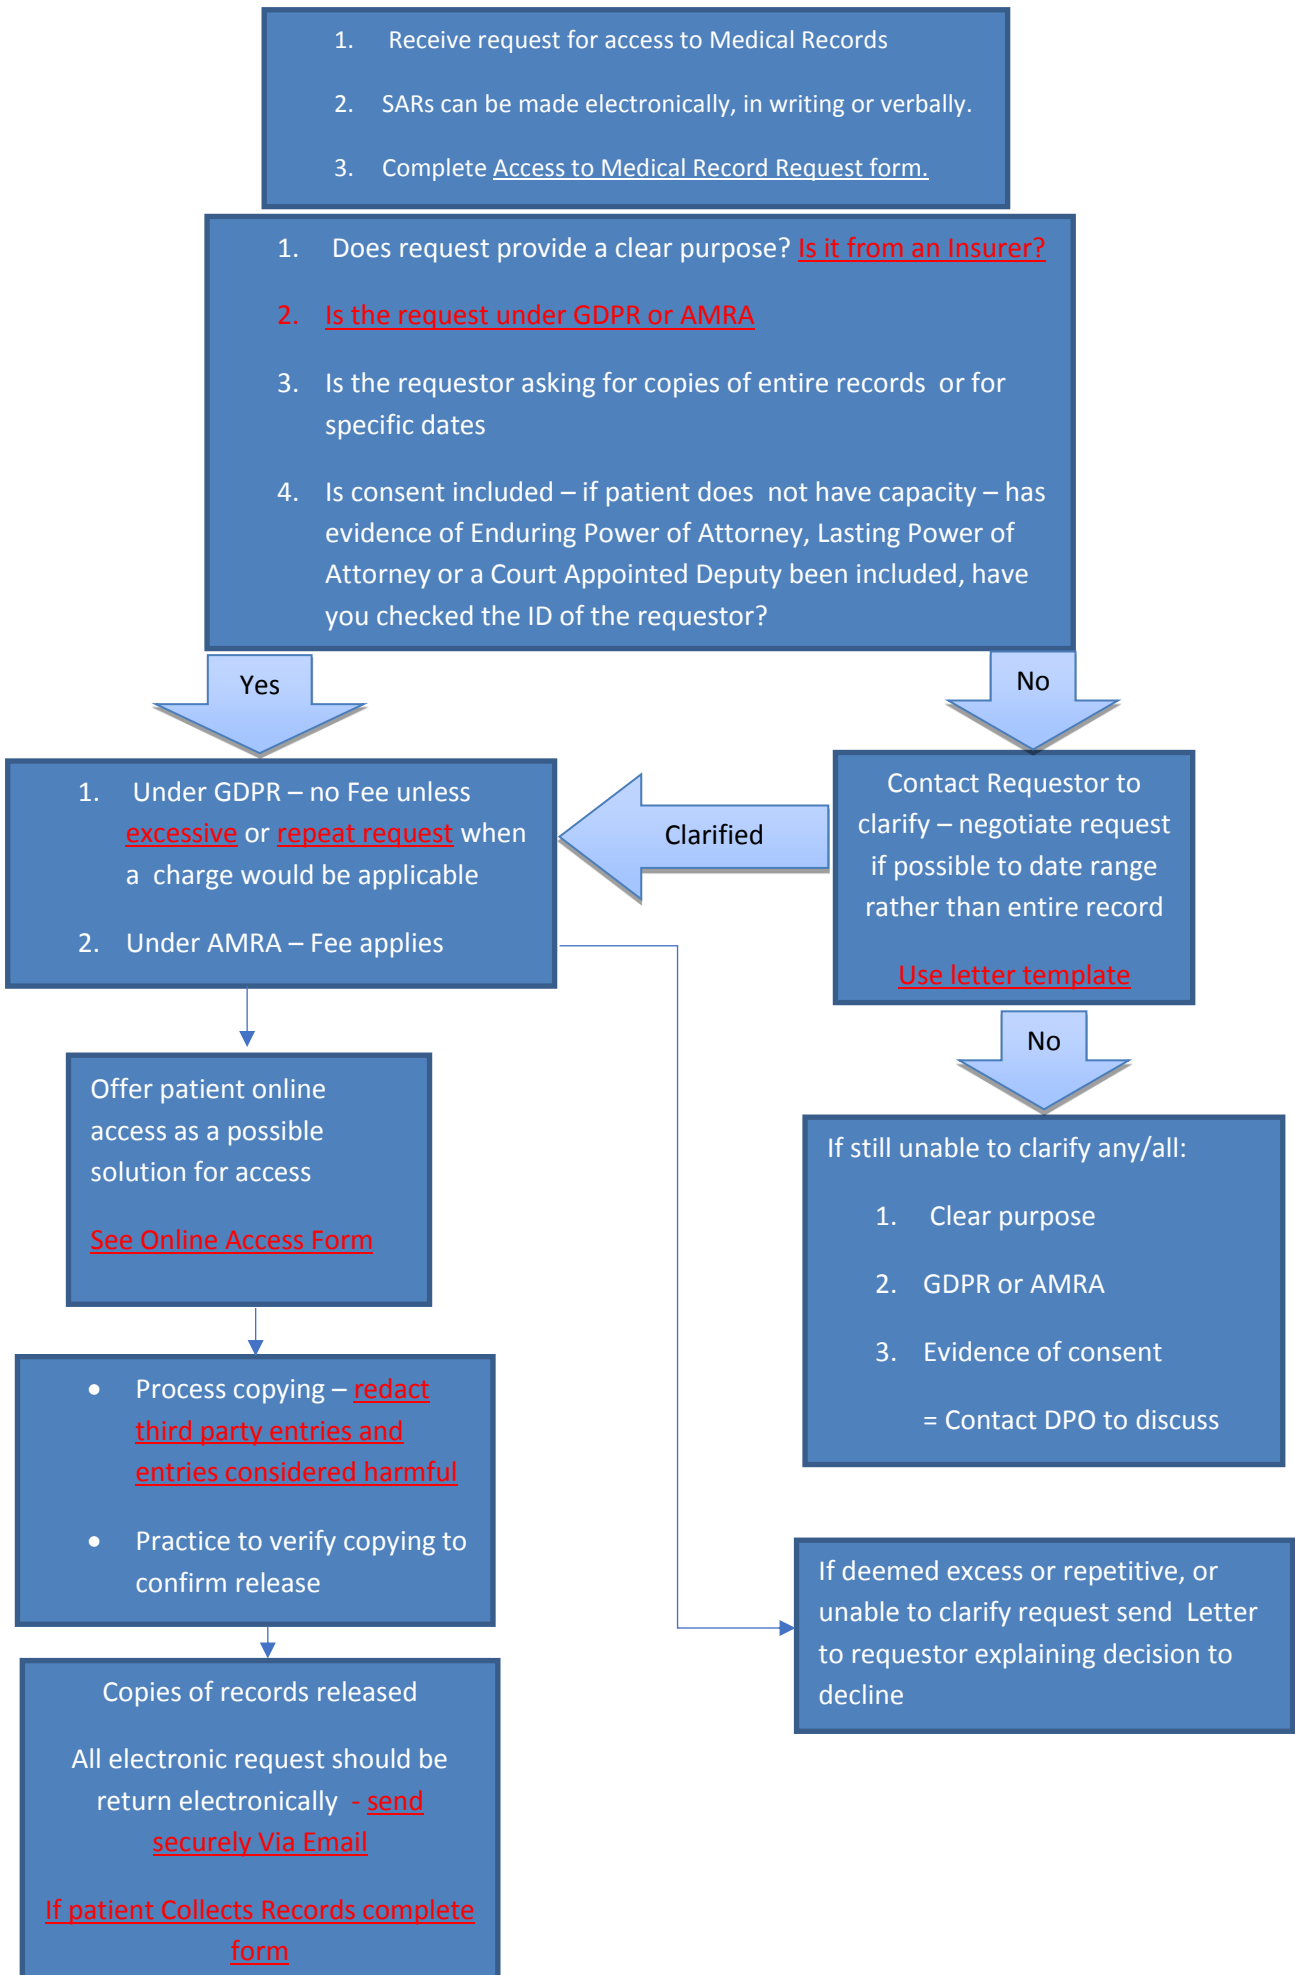 1. Receive request for access to Medical Records
2. SARs can be made electronically, in writing or verbally.
3. Complete Access to Medical Record Request form.
1. Does request provide a clear purpose? Is it from an Insurer?
2. Is the request under GDPR or AMRA
3. Is the requestor asking for copies of entire records or for
specific dates
4. Is consent included – if patient does not have capacity – has
evidence of Enduring Power of Attorney, Lasting Power of
Attorney or a Court Appointed Deputy been included, have
you checked the ID of the requestor?
Yes
No
1. Under GDPR – no Fee unless
excessive or repeat request when
a charge would be applicable
2. Under AMRA – Fee applies
Clarified
Contact Requestor to
clarify – negotiate request
if possible to date range
rather than entire record
Use letter template
No
Offer patient online
access as a possible
solution for access
See Online Access Form
If still unable to clarify any/all:
1. Clear purpose
2. GDPR or AMRA
3. Evidence of consent
= Contact DPO to discuss
• Process copying – redact
third party entries and
entries considered harmful
• Practice to verify copying to
confirm release
If deemed excess or repetitive, or
unable to clarify request send Letter
to requestor explaining decision to
decline
Copies of records released
All electronic request should be
return electronically - send
securely Via Email
If patient Collects Records complete
form